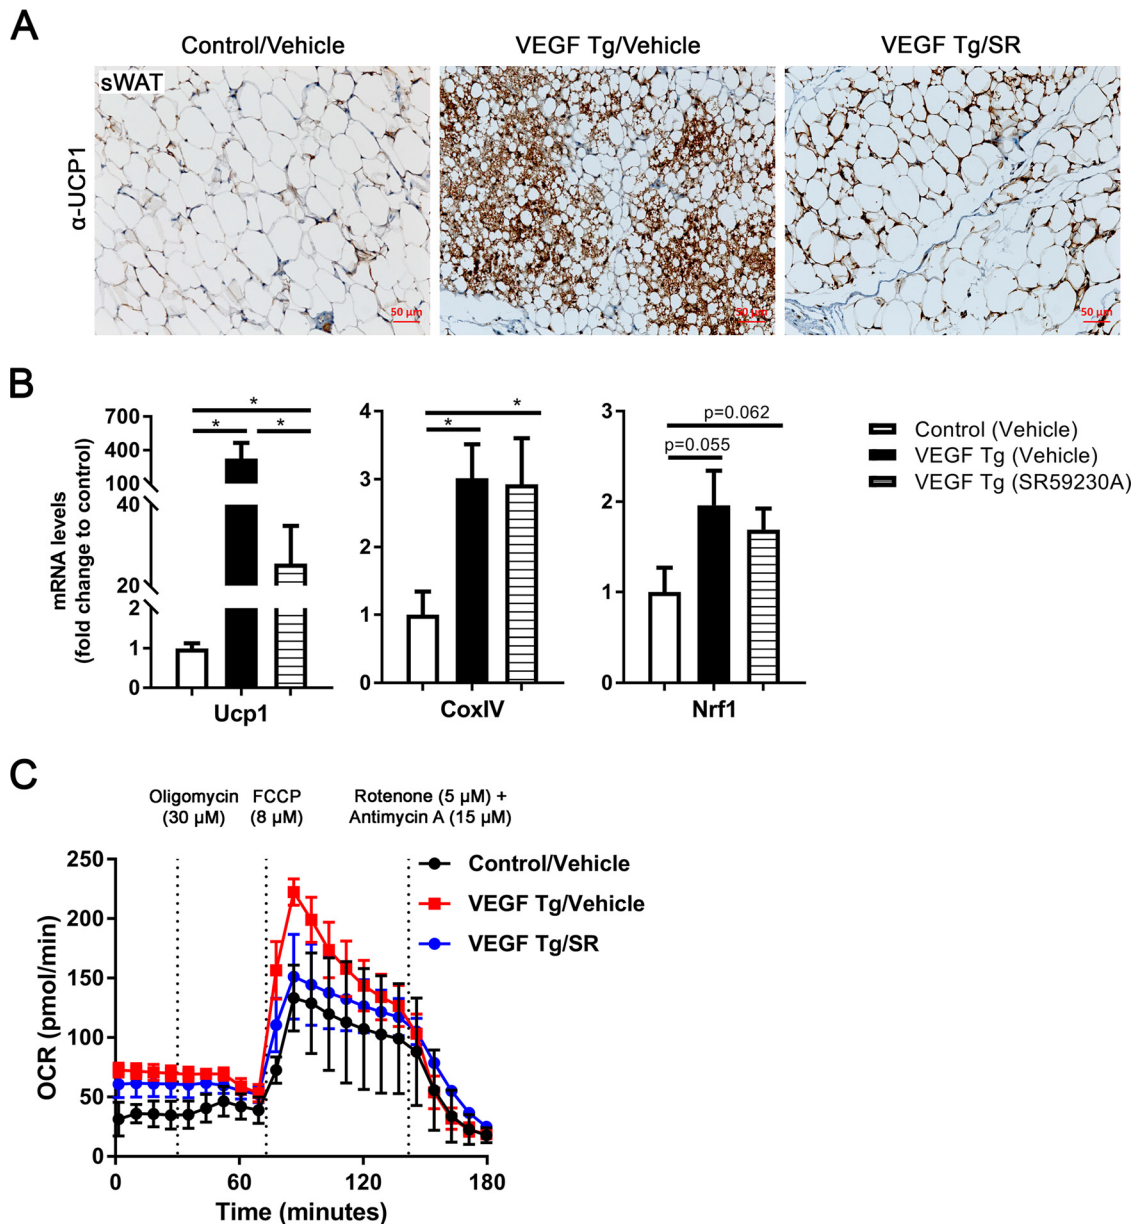 A
Control/Vehicle
VEGF Tg/Vehicle
VEGF Tg/SR
sWAT
α-UCP1
50 µm
50 µm
50 µm
B
mRNA levels
(fold change to control)
700
400
100
40
20
2
1
0
*
*
*
Ucp1
4
3
2
1
0
*
*
CoxIV
3
2
1
0
p=0.062
p=0.055
Nrf1
Control (Vehicle)
VEGF Tg (Vehicle)
VEGF Tg (SR59230A)
C
Oligomycin
(30 µM)
FCCP
(8 µM)
Rotenone (5 µM) +
Antimycin A (15 µM)
OCR (pmol/min)
250
200
150
100
50
0
Control/Vehicle
VEGF Tg/Vehicle
VEGF Tg/SR
0 60 120 180
Time (minutes)